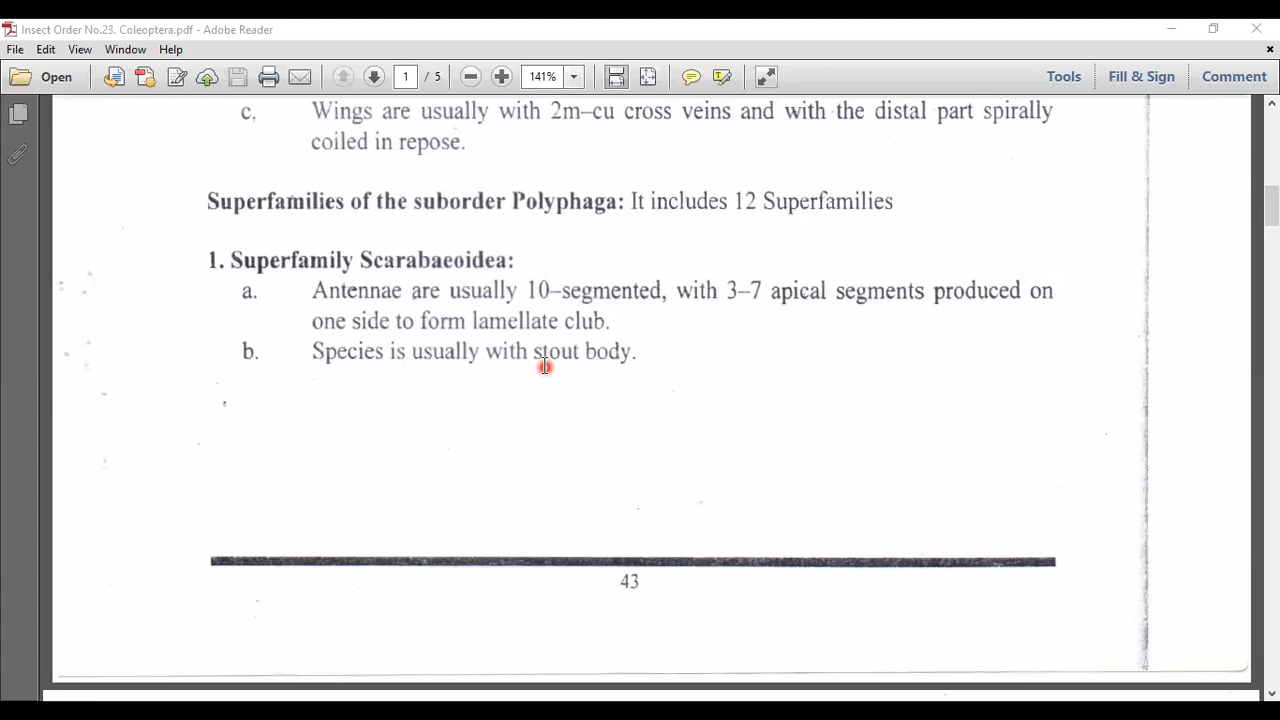 Insect Order No.23. Coleoptera.pdf - Adobe Reader
File Edit View Window Help
Open 1 / 5 141% Tools Fill & Sign Comment
c. Wings are usually with 2m–cu cross veins and with the distal part spirally
coiled in repose.
Superfamilies of the suborder Polyphaga: It includes 12 Superfamilies
1. Superfamily Scarabaeoidea:
a. Antennae are usually 10–segmented, with 3–7 apical segments produced on
one side to form lamellate club.
b. Species is usually with stout body.
43